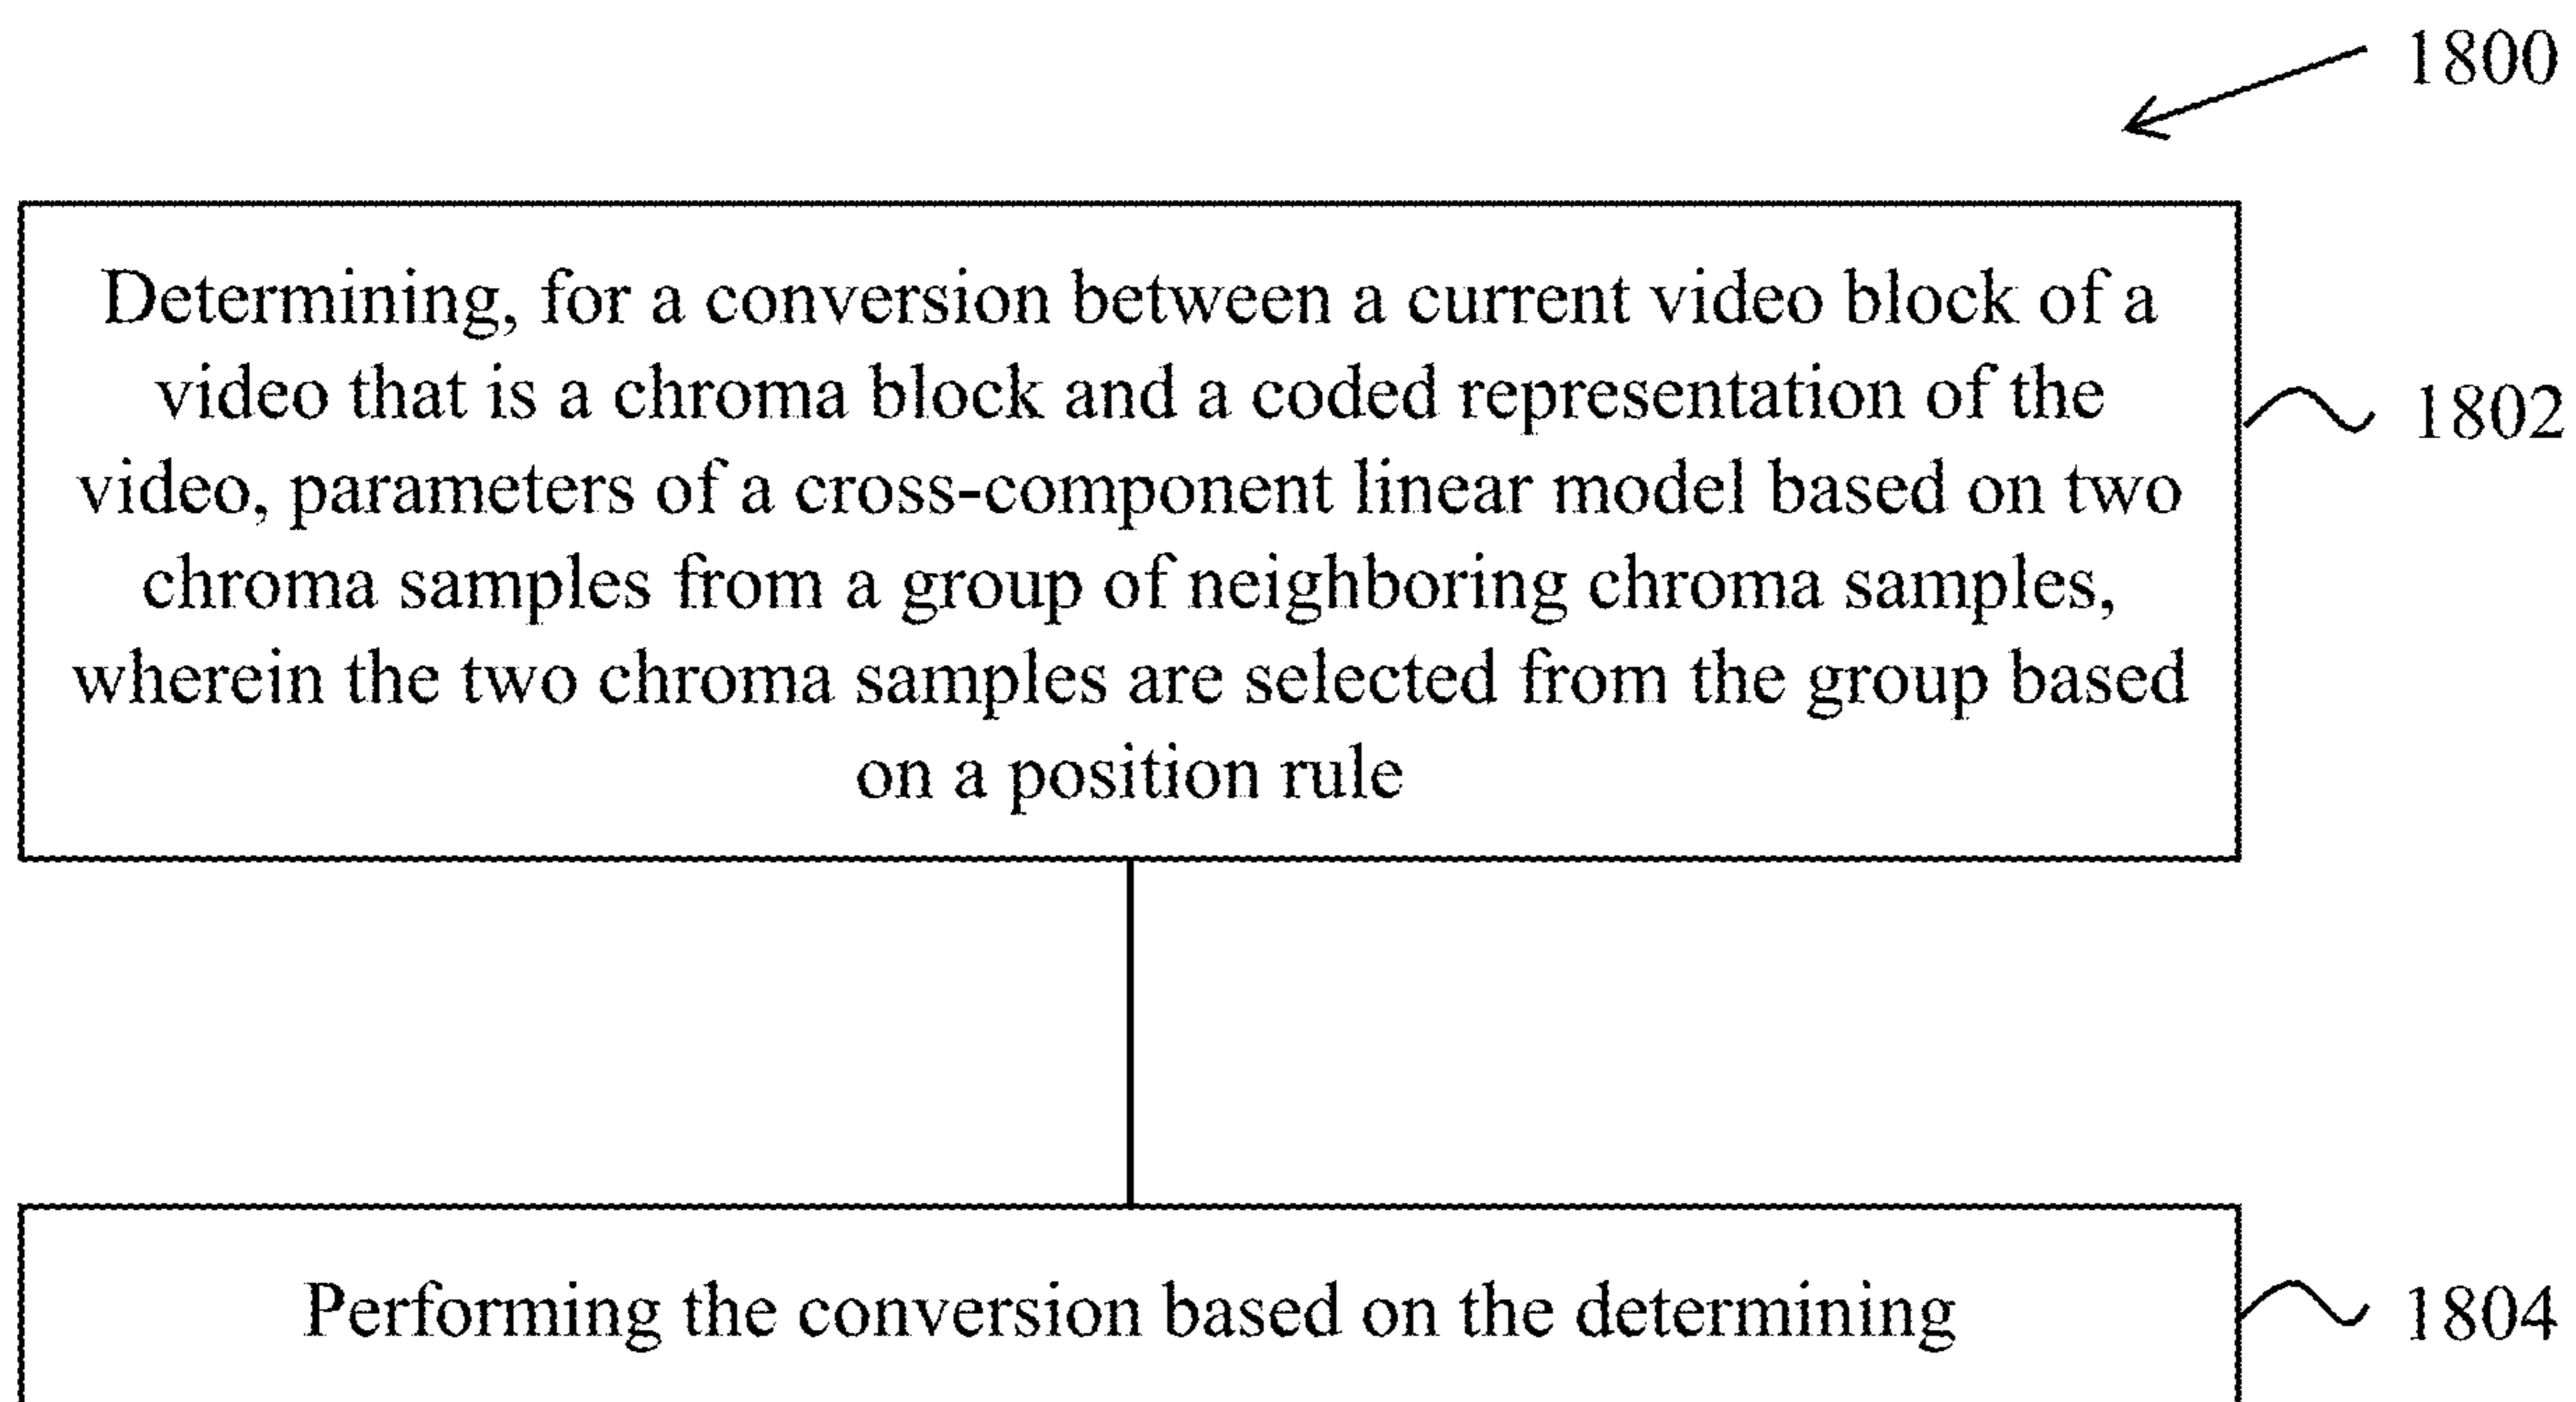 1800
Determining, for a conversion between a current video block of a
video that is a chroma block and a coded representation of the
1802
video, parameters of a cross-component linear model based on two
chroma samples from a group of neighboring chroma samples,
wherein the two chroma samples are selected from the group based
on a position rule
Performing the conversion based on the determining
1804